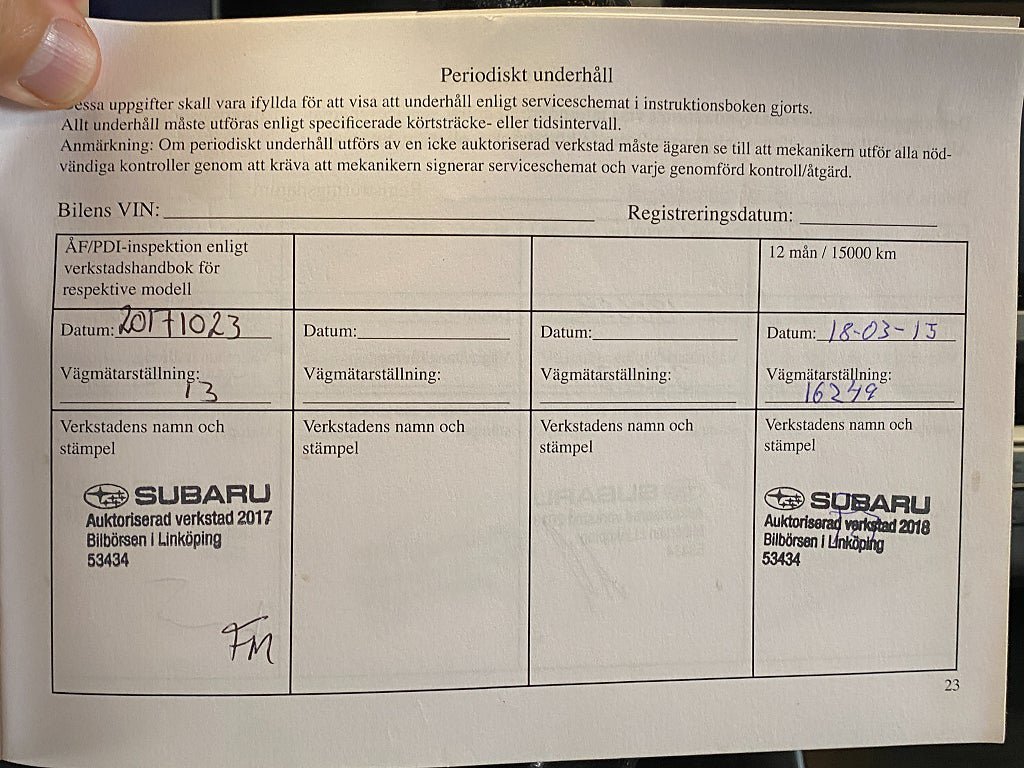 Periodiskt underhåll
Dessa uppgifter skall vara ifyllda för att visa att underhåll enligt serviceschemat i instruktionsboken gjorts.
Allt underhåll måste utföras enligt specificerade körtsträcke- eller tidsintervall.
Anmärkning: Om periodiskt underhåll utförs av en icke auktoriserad verkstad måste ägaren se till att mekanikern utför alla nöd-
vändiga kontroller genom att kräva att mekanikern signerar serviceschemat och varje genomförd kontroll/åtgärd.
Bilens VIN: Registreringsdatum:
ÅF/PDI-inspektion enligt
verkstadshandbok för
respektive modell
Datum: 20171023
Vägmätarställning:
13
Verkstadens namn och
stämpel
SUBARU
Auktoriserad verkstad 2017
Bilbörsen i Linköping
53434
FM
Datum:
Vägmätarställning:
Verkstadens namn och
stämpel
Datum:
Vägmätarställning:
Verkstadens namn och
stämpel
12 mån / 15000 km
Datum: 18-03-15
Vägmätarställning:
16249
Verkstadens namn och
stämpel
SUBARU
Auktoriserad verkstad 2018
Bilbörsen i Linköping
53434
23